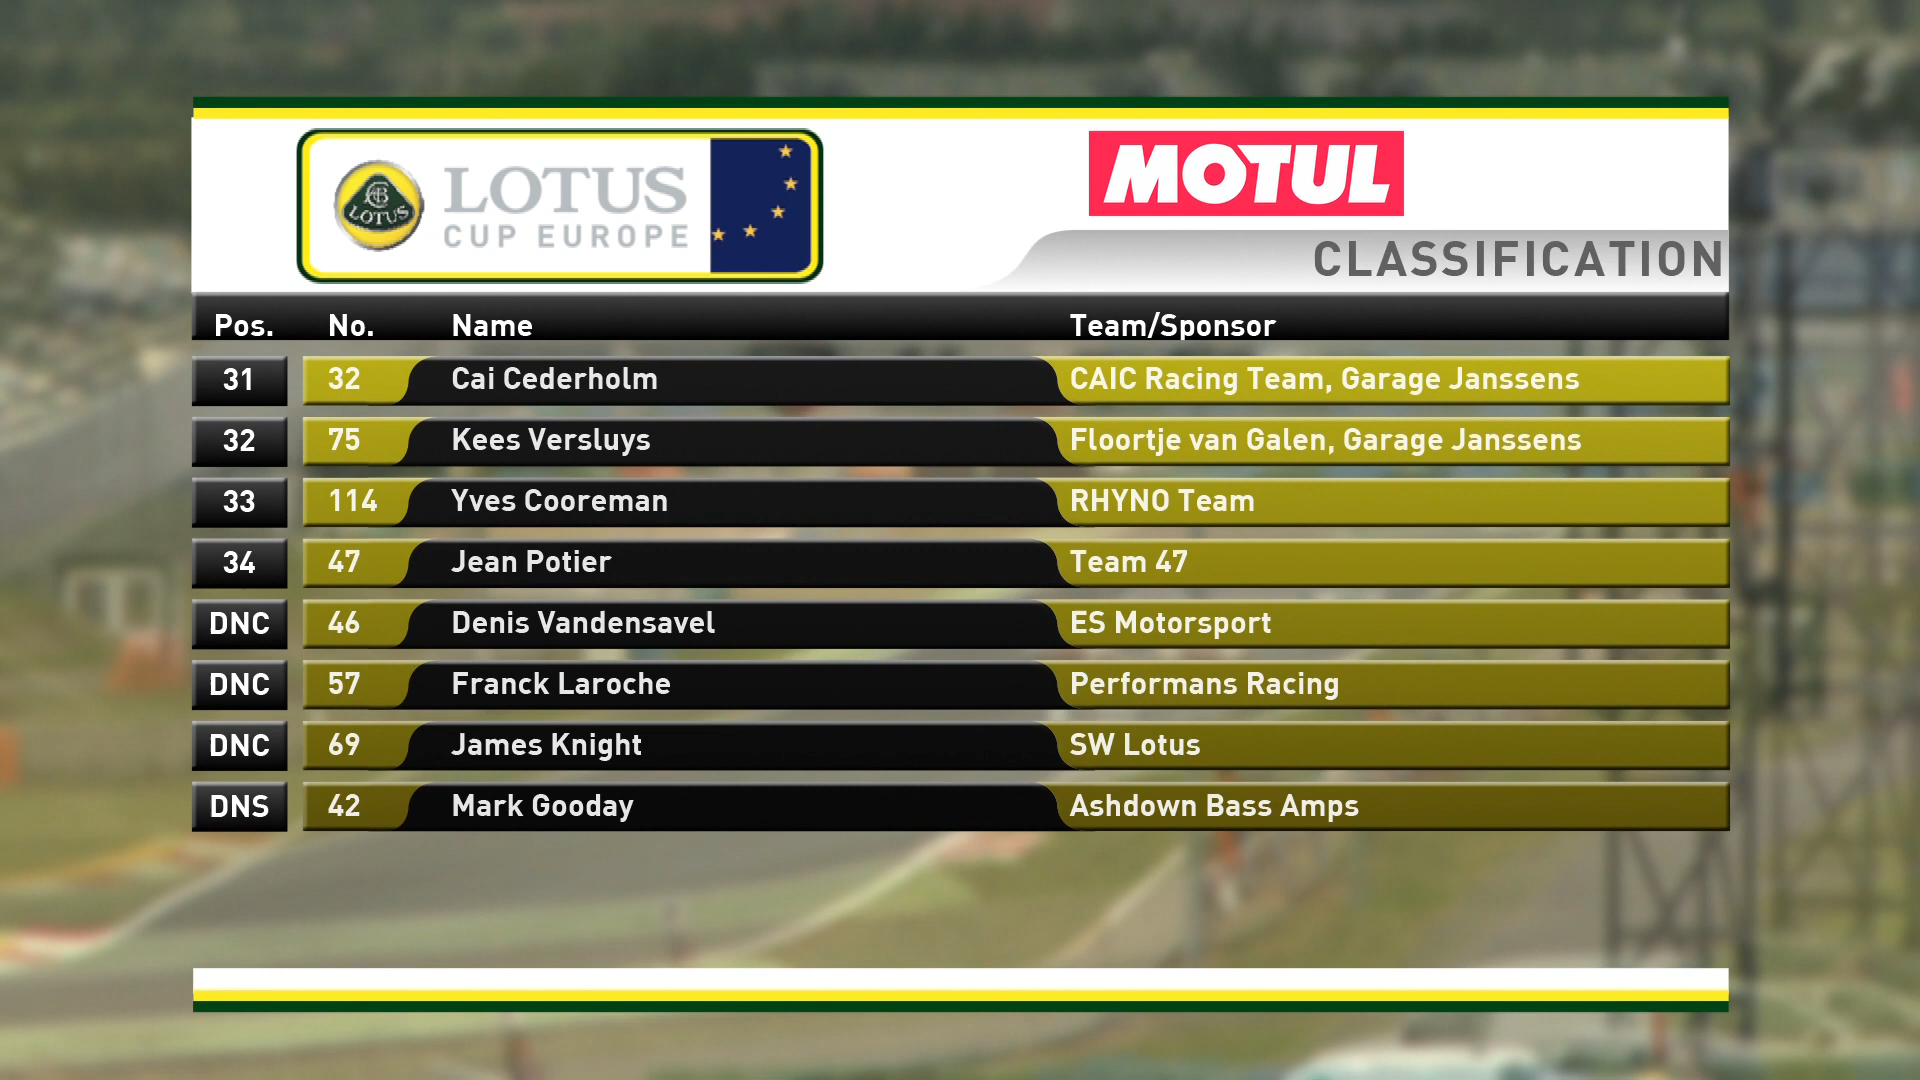 LOTUS
CUP EUROPE
LOTUS
MOTUL
CLASSIFICATION
Pos. No. Name Team/Sponsor
31 32 Cai Cederholm CAIC Racing Team, Garage Janssens
32 75 Kees Versluys Floortje van Galen, Garage Janssens
33 114 Yves Cooreman RHYNO Team
34 47 Jean Potier Team 47
DNC 46 Denis Vandensavel ES Motorsport
DNC 57 Franck Laroche Performans Racing
DNC 69 James Knight SW Lotus
DNS 42 Mark Gooday Ashdown Bass Amps